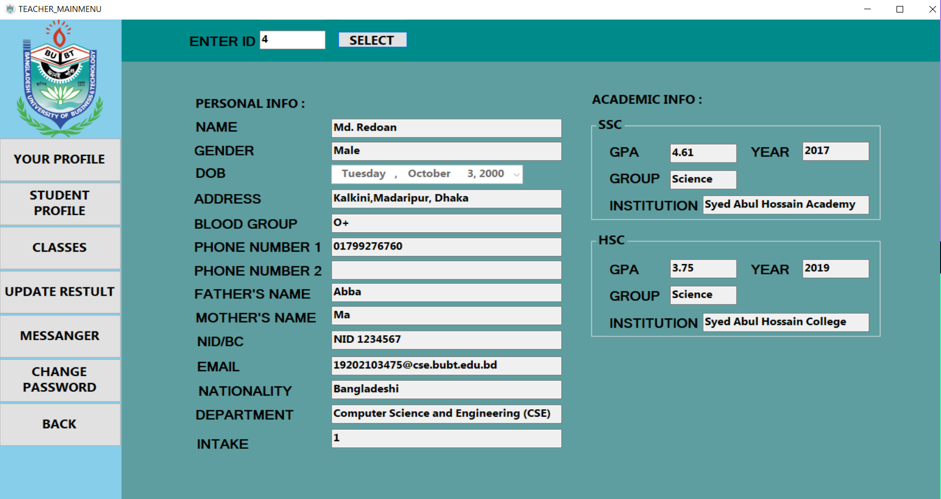 TEACHER_MAINMENU
BUBT
BANGLADESH UNIVERSITY OF BUSINESS & TECHNOLOGY
YOUR PROFILE
STUDENT
PROFILE
CLASSES
UPDATE RESTULT
MESSANGER
CHANGE
PASSWORD
BACK
ENTER ID 4 SELECT
PERSONAL INFO :
NAME Md. Redoan
GENDER Male
DOB Tuesday , October 3, 2000
ADDRESS Kalkini,Madaripur, Dhaka
BLOOD GROUP O+
PHONE NUMBER 1 01799276760
PHONE NUMBER 2
FATHER'S NAME Abba
MOTHER'S NAME Ma
NID/BC NID 1234567
EMAIL 19202103475@cse.bubt.edu.bd
NATIONALITY Bangladeshi
DEPARTMENT Computer Science and Engineering (CSE)
INTAKE 1
ACADEMIC INFO :
SSC
GPA 4.61 YEAR 2017
GROUP Science
INSTITUTION Syed Abul Hossain Academy
HSC
GPA 3.75 YEAR 2019
GROUP Science
INSTITUTION Syed Abul Hossain College